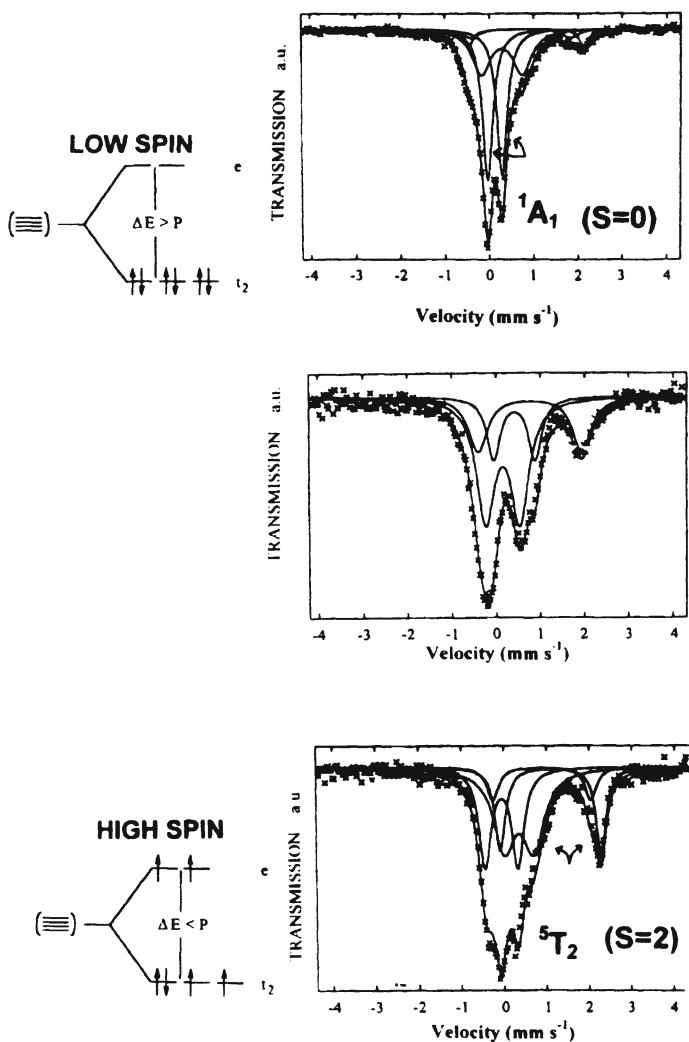 LOW SPIN
e
ΔE > P
t₂
TRANSMISSION a.u.
¹A₁ (S=0)
-4 -3 -2 -1 0 1 2 3 4
Velocity (mm s⁻¹)
TRANSMISSION a.u.
-4 -3 -2 -1 0 1 2 3 4
Velocity (mm s⁻¹)
HIGH SPIN
e
ΔE < P
t₂
TRANSMISSION a u
⁵T₂ (S=2)
-4 -3 -2 -1 0 1 2 3 4
Velocity (mm s⁻¹)